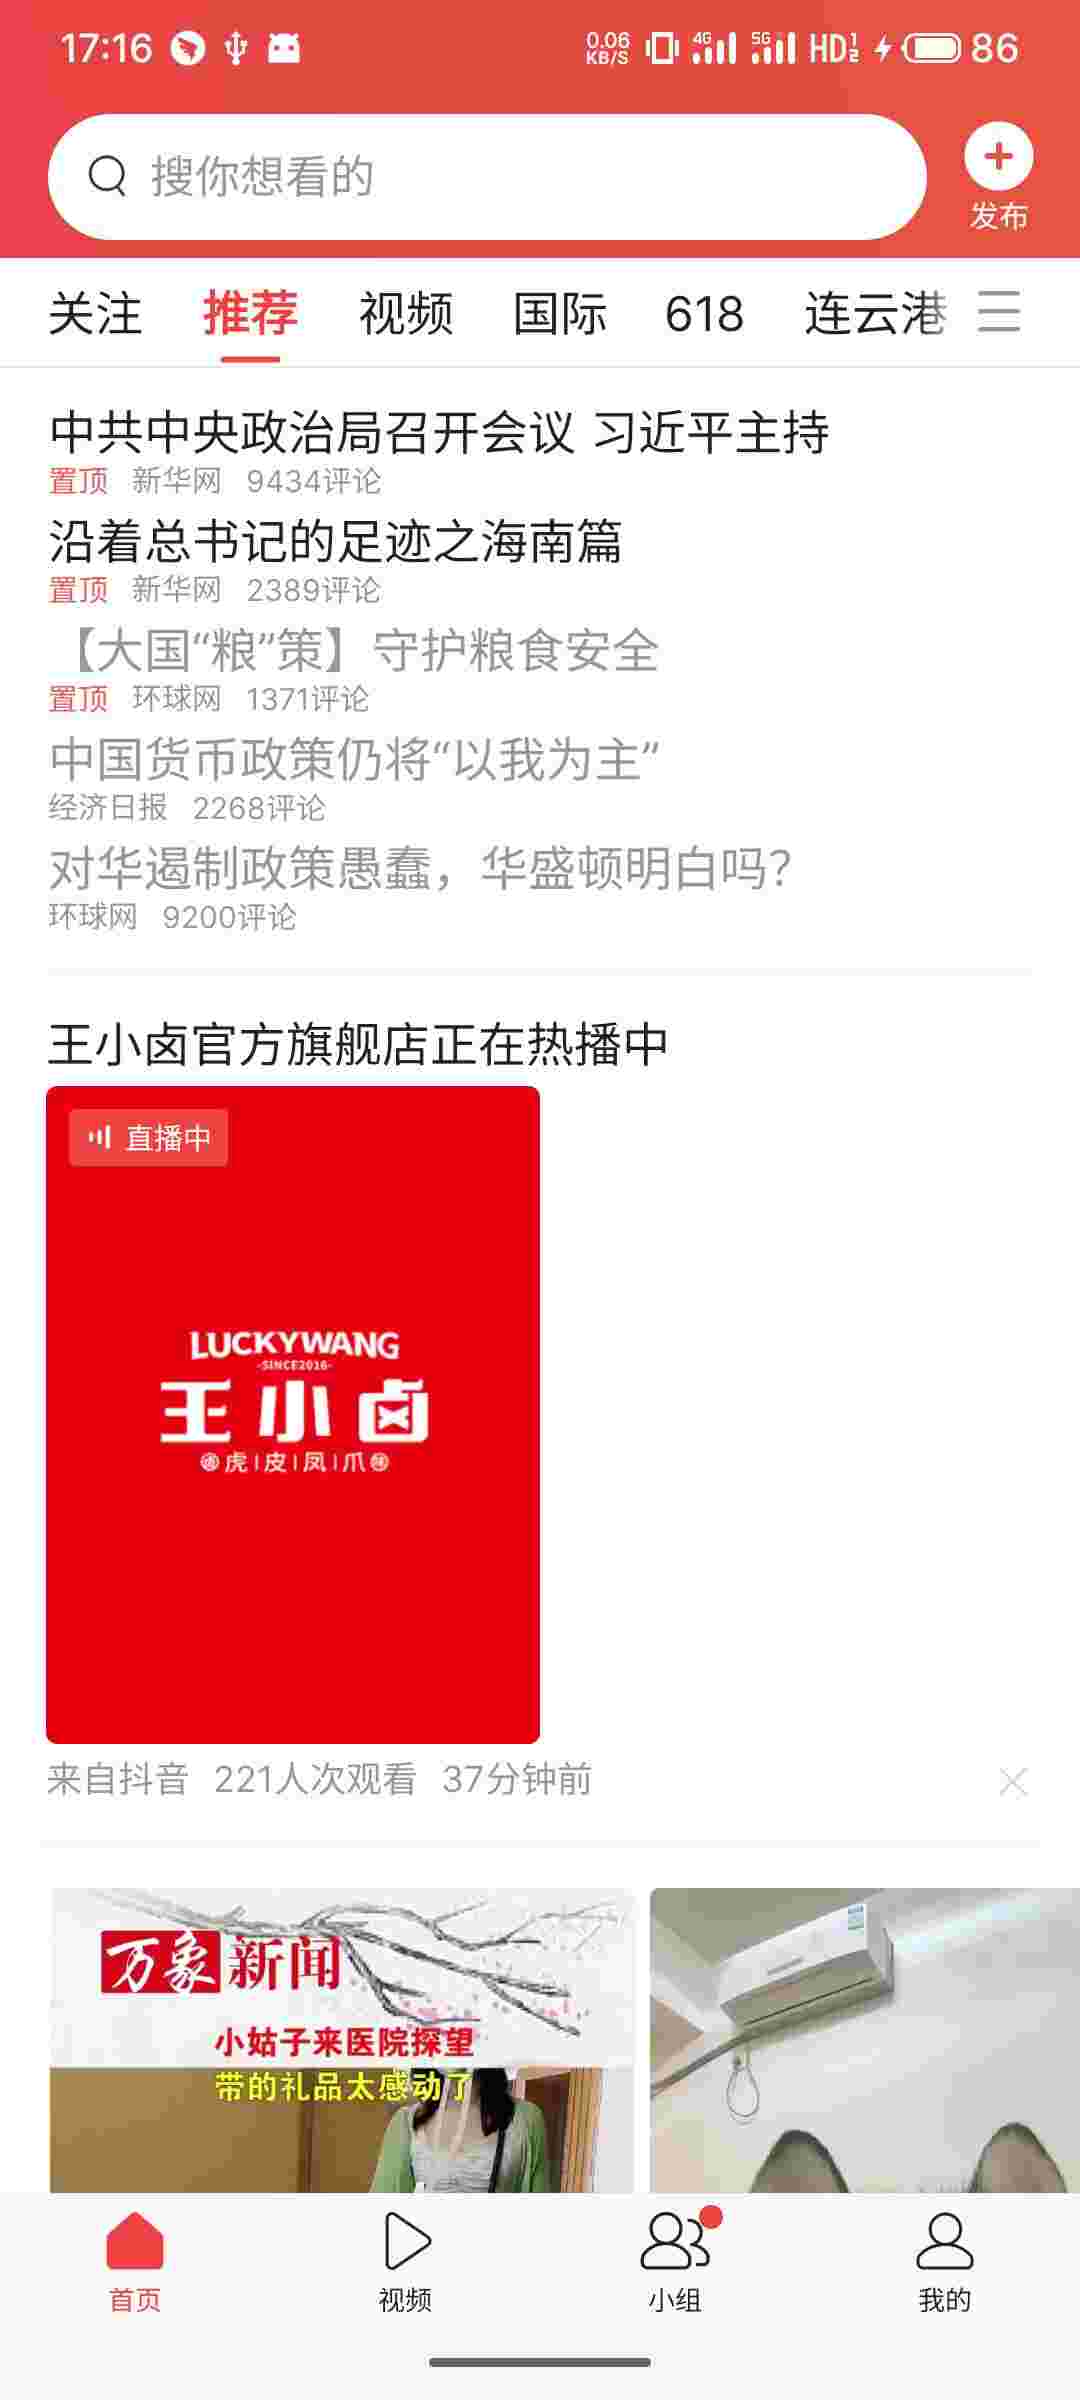 17:16
0.06
KB/S
4G
5G
HD 1 2
86
搜你想看的
发布
关注
推荐
视频
国际
618
连云港
中共中央政治局召开会议 习近平主持
置顶 新华网 9434评论
沿着总书记的足迹之海南篇
置顶 新华网 2389评论
【大国“粮”策】守护粮食安全
置顶 环球网 1371评论
中国货币政策仍将“以我为主”
经济日报 2268评论
对华遏制政策愚蠢，华盛顿明白吗？
环球网 9200评论
王小卤官方旗舰店正在热播中
直播中
LUCKYWANG
-SINCE2016-
王小卤
虎|皮|凤|爪
来自抖音 221人次观看 37分钟前
万象新闻
小姑子来医院探望
带的礼品太感动了
首页
视频
小组
我的